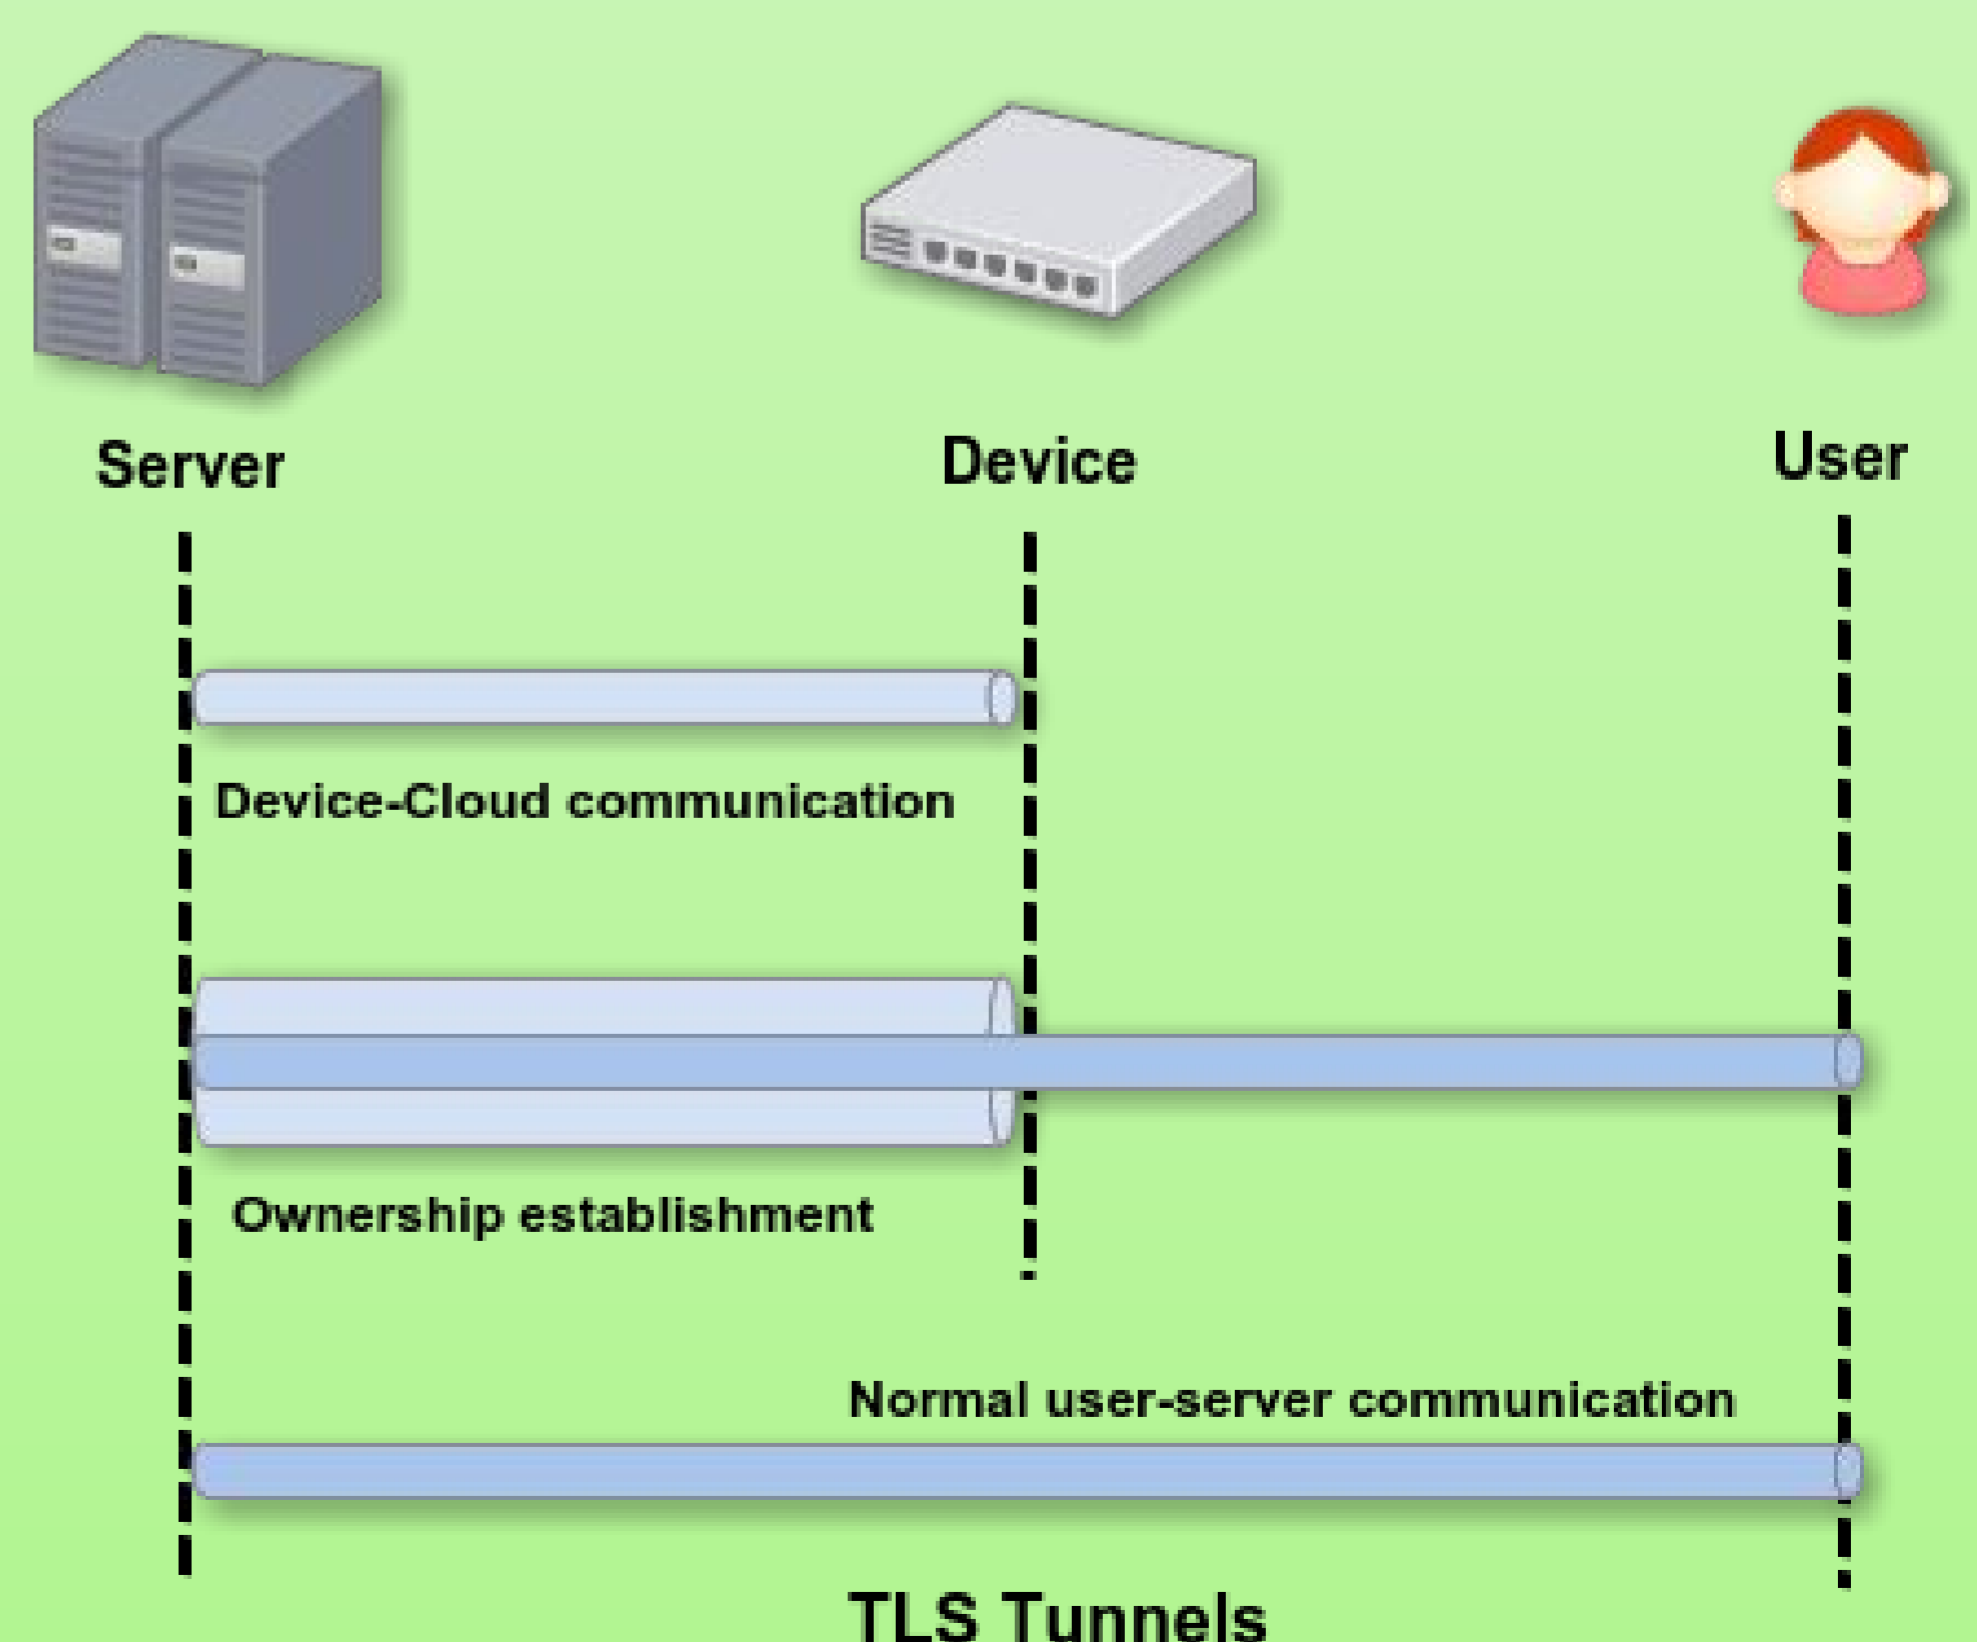 Server
Device
User
Device-Cloud communication
Ownership establishment
Normal user-server communication
TLS Tunnels